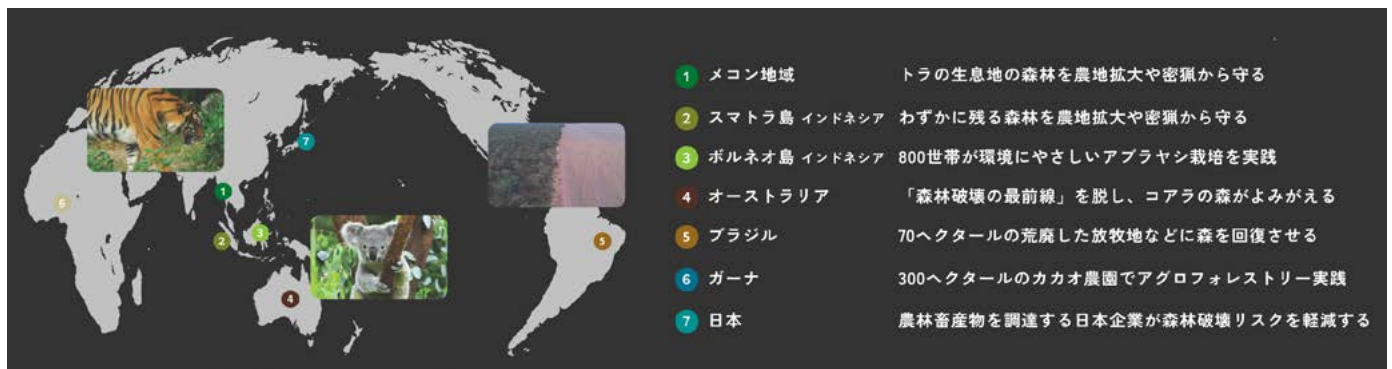 1 メコン地域 トラの生息地の森林を農地拡大や密猟から守る
2 スマトラ島 インドネシア わずかに残る森林を農地拡大や密猟から守る
3 ボルネオ島 インドネシア 800世帯が環境にやさしいアブラヤシ栽培を実践
4 オーストラリア 「森林破壊の最前線」を脱し、コアラの森がよみがえる
5 ブラジル 70ヘクタールの荒廃した放牧地などに森を回復させる
6 ガーナ 300ヘクタールのカカオ農園でアグロフォレストリー実践
7 日本 農林畜産物を調達する日本企業が森林破壊リスクを軽減する
7
1
6
3
2
5
4